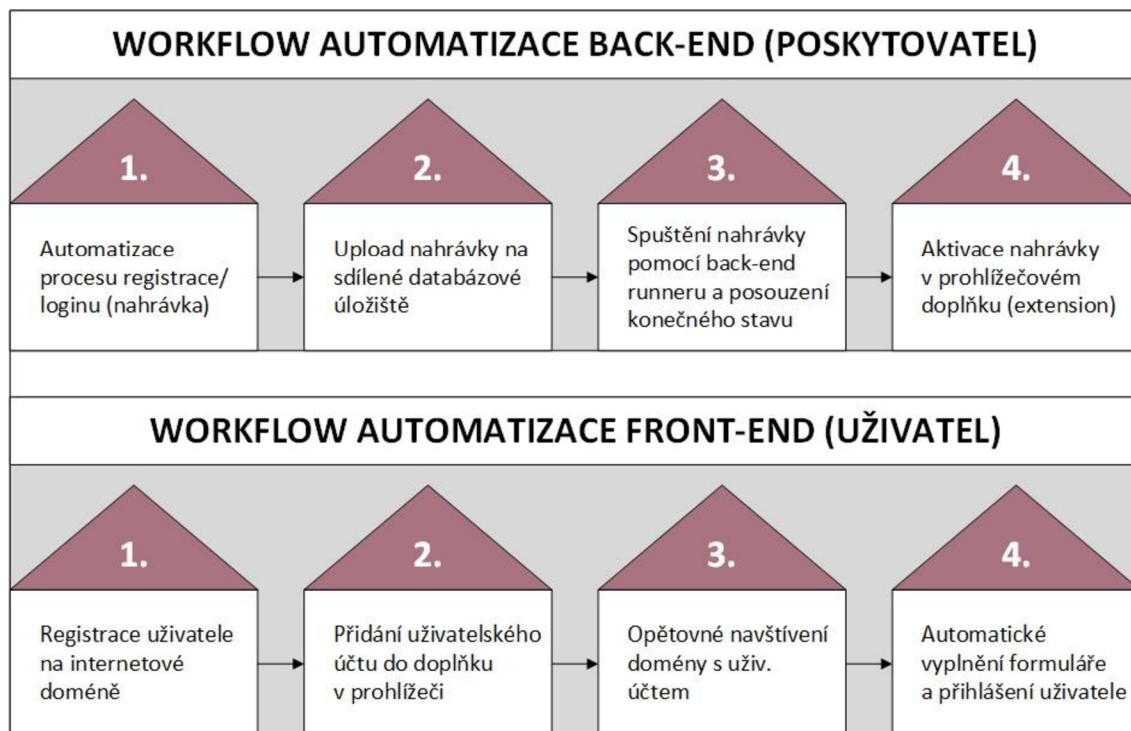 WORKFLOW AUTOMATIZACE BACK-END (POSKYTOVATEL)
1.
Automatizace
procesu registrace/
loginu (nahrávka)
2.
Upload nahrávky na
sdílené databázové
úložiště
3.
Spuštění nahrávky
pomocí back-end
runneru a posouzení
konečného stavu
4.
Aktivace nahrávky
v prohlížečovém
doplňku (extension)
WORKFLOW AUTOMATIZACE FRONT-END (UŽIVATEL)
1.
Registrace uživatele
na internetové
doméně
2.
Přidání uživatelského
účtu do doplňku
v prohlížeči
3.
Opětovné navštívení
domény s uživ.
účtem
4.
Automatické
vyplnění formuláře
a přihlášení uživatele